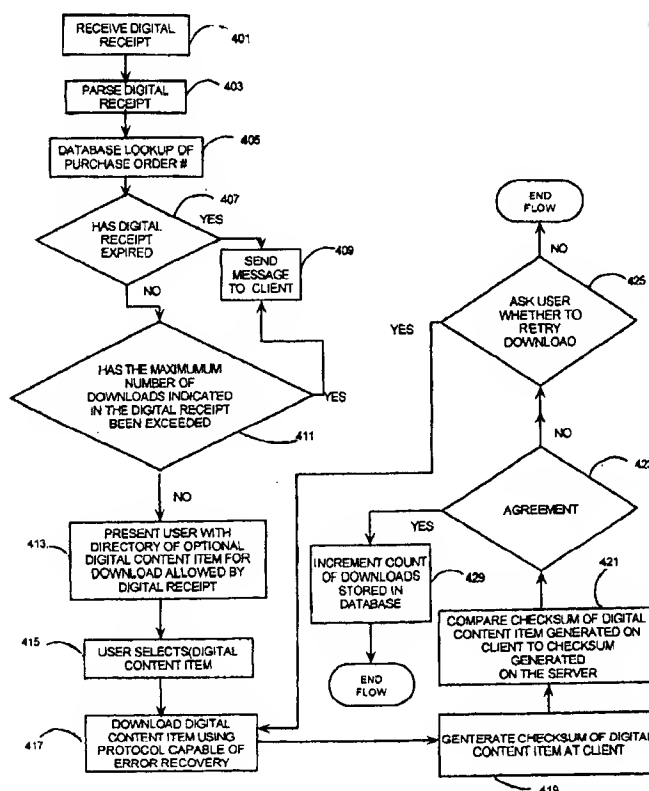 RECEIVE DIGITAL
RECEIPT
401
PARSE DIGITAL
RECEIPT
403
DATABASE LOOKUP OF
PURCHASE ORDER #
405
407
HAS DIGITAL
RECEIPT
EXPIRED
YES
SEND
MESSAGE
TO CLIENT
409
NO
HAS THE MAXIMUMUM
NUMBER OF
DOWNLOADS INDICATED
IN THE DIGITAL RECEIPT
BEEN EXCEEDED
YES
411
NO
413
PRESENT USER WITH
DIRECTORY OF OPTIONAL
DIGITAL CONTENT ITEM FOR
DOWNLOAD ALLOWED BY
DIGITAL RECEIPT
415
USER SELECTS(DIGITAL
CONTENT ITEM
417
DOWNLOAD DIGITAL
CONTENT ITEM USING
PROTOCOL CAPABLE OF
ERROR RECOVERY
GENTERATE CHECKSUM OF DIGITAL
CONTENT ITEM AT CLIENT
419
421
COMPARE CHECKSUM OF DIGITAL
CONTENT ITEM GENERATED ON
CLIENT TO CHECKSUM
GENERATED
ON THE SERVER
AGREEMENT
423
YES
INCREMENT COUNT
OF DOWNLOADS
STORED IN
DATABASE
429
END
FLOW
NO
ASK USER
WHETHER TO
RETRY
DOWNLOAD
425
YES
NO
END
FLOW